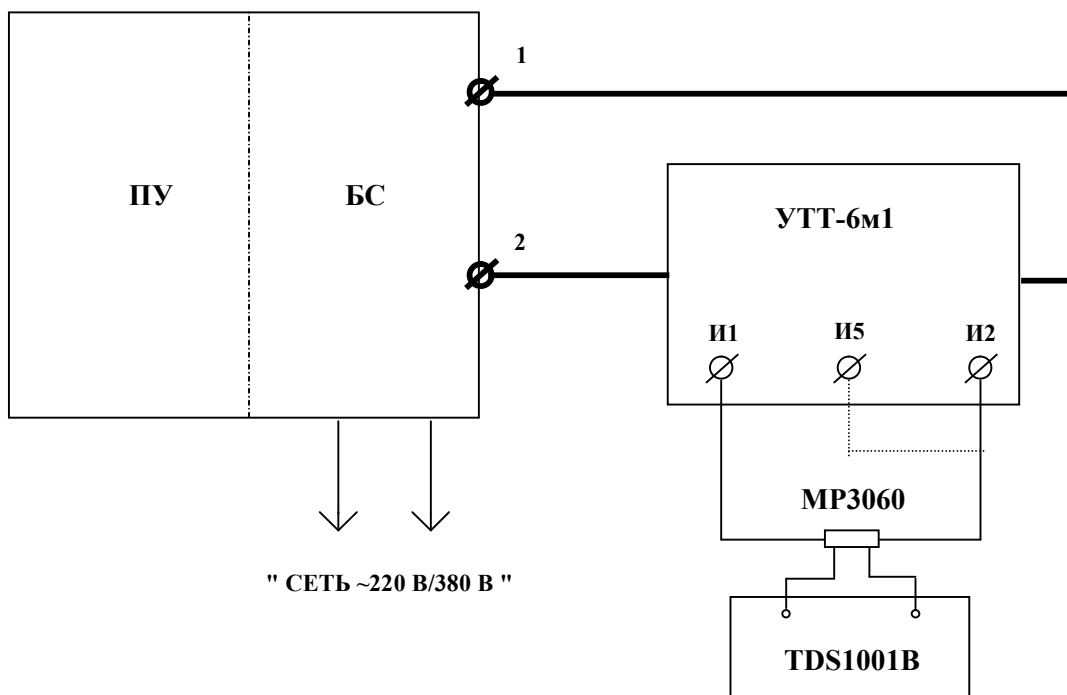 1
ПУ
БС
УТТ-6м1
2
И1
И5
И2
МР3060
" СЕТЬ ~220 В/380 В "
TDS1001B